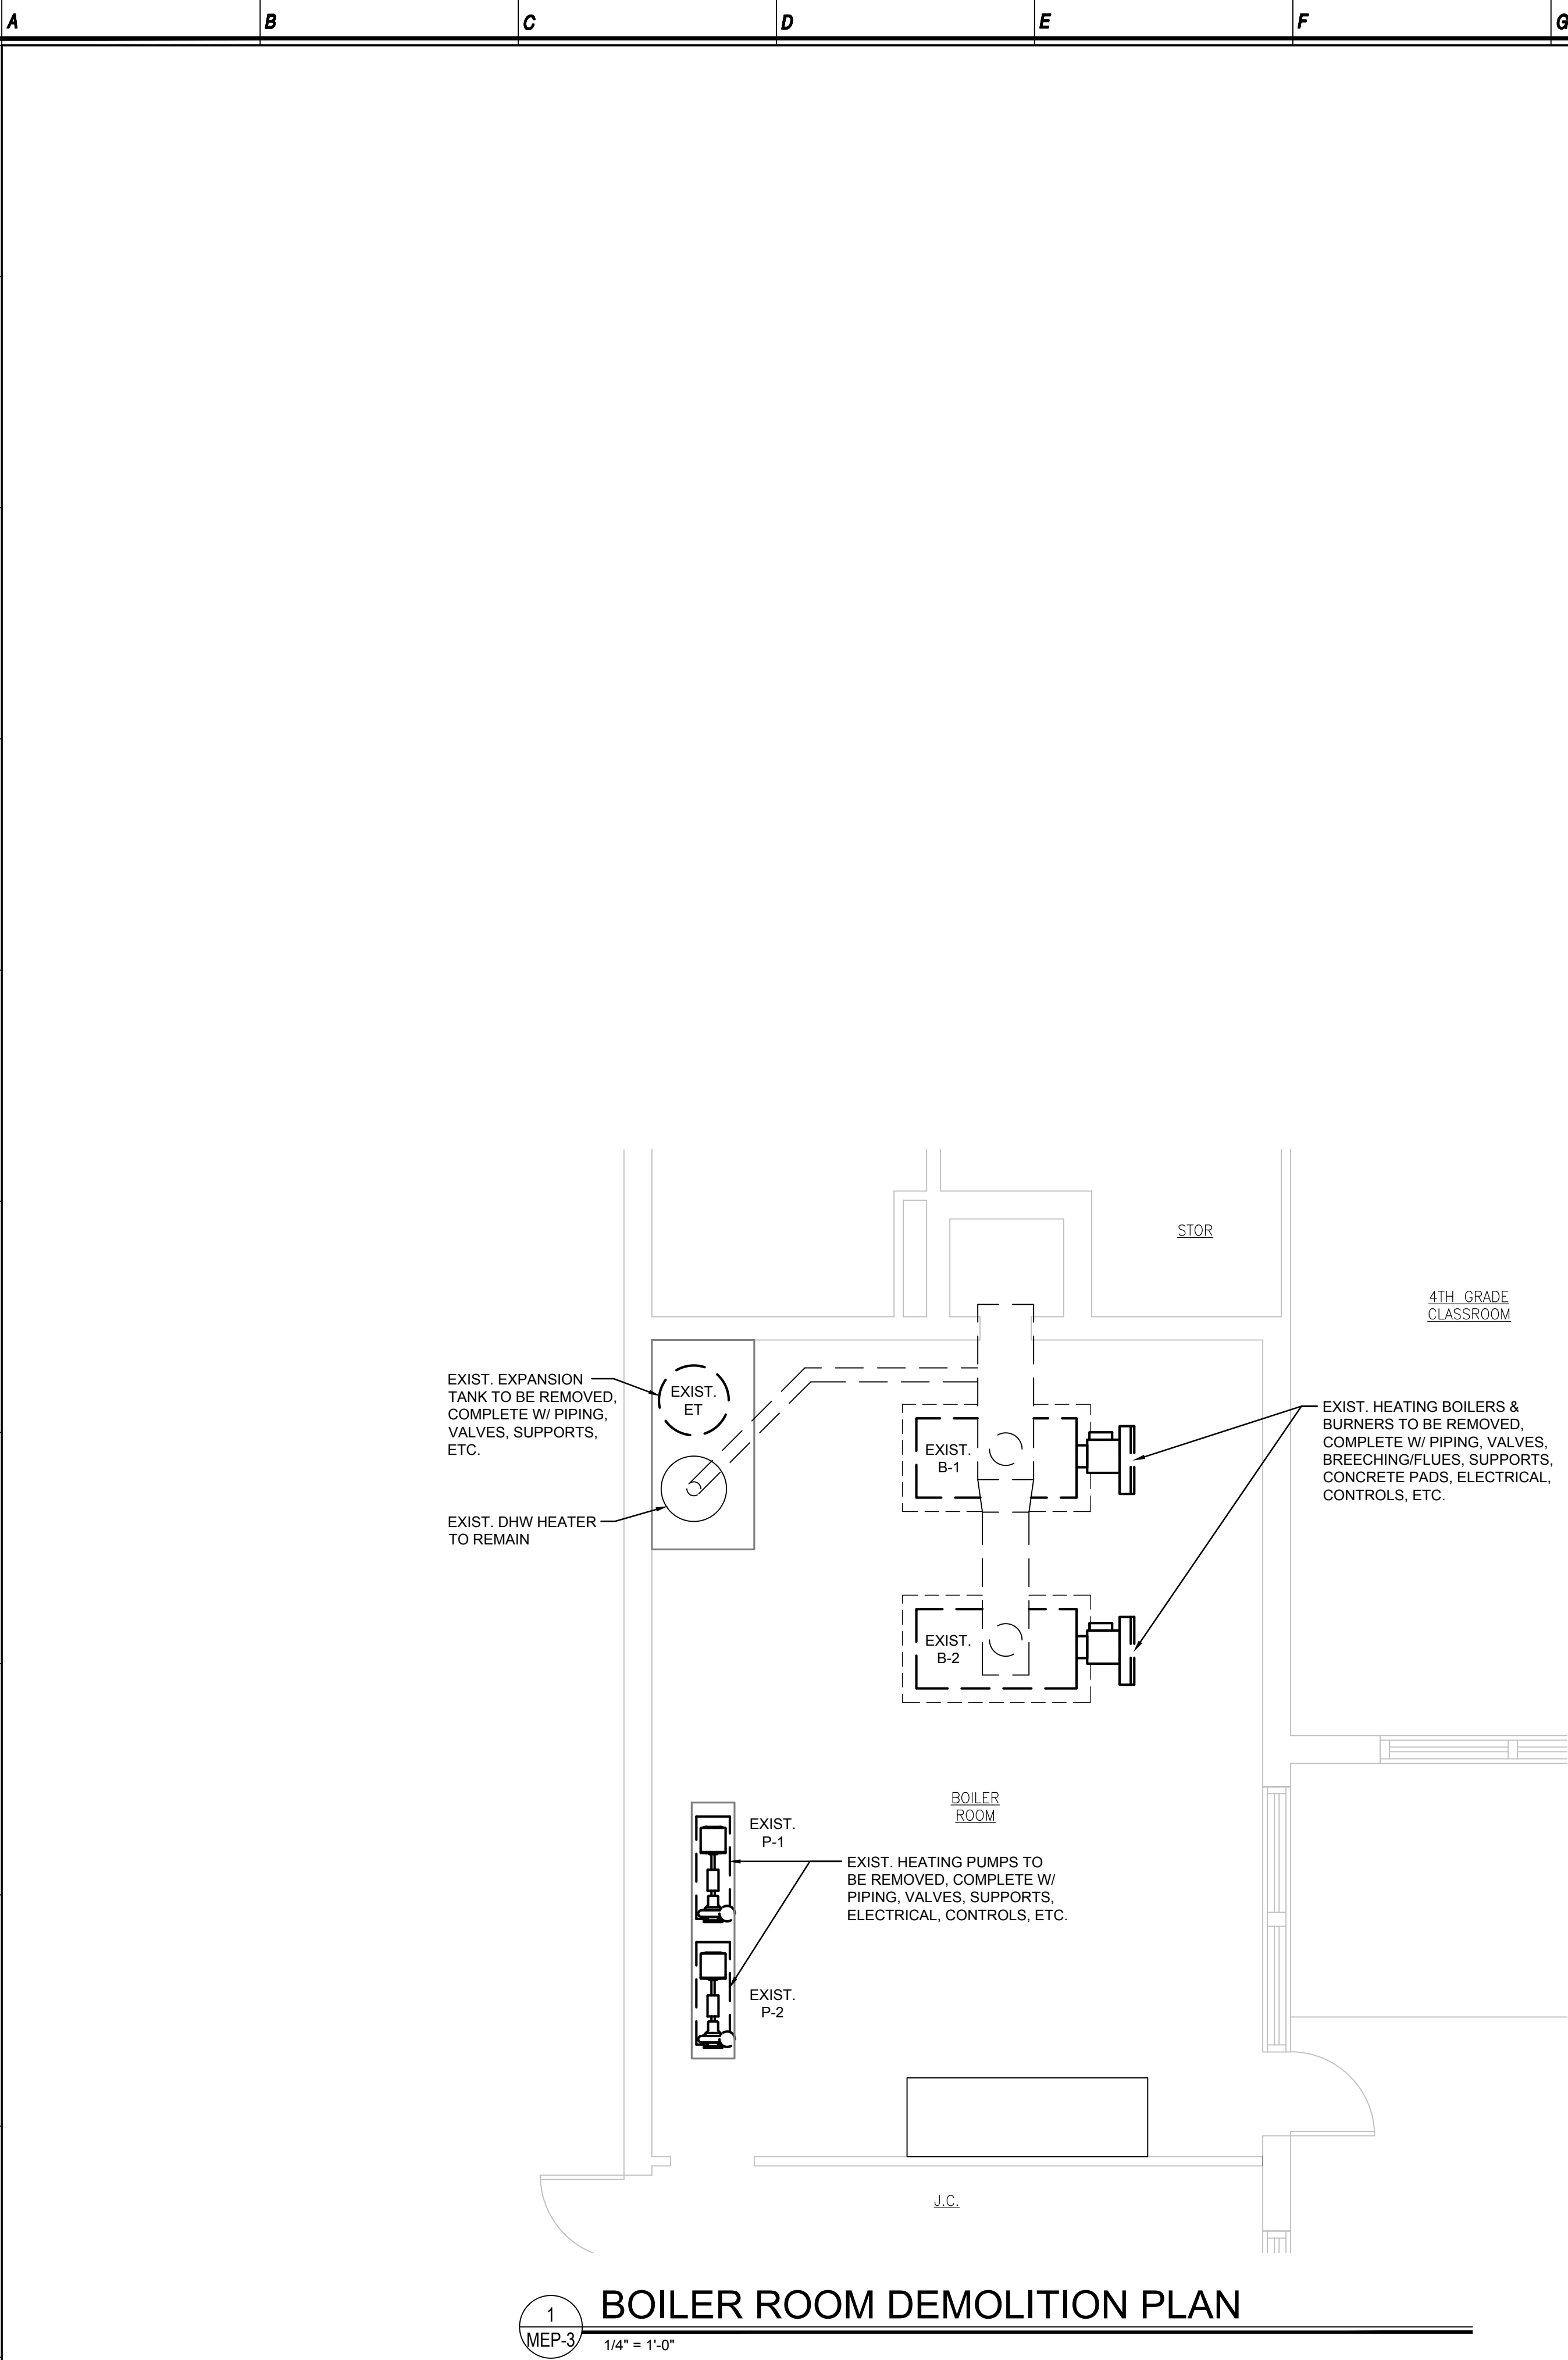 A
B
C
D
E
F
G
STOR
4TH GRADE
CLASSROOM
EXIST. EXPANSION
TANK TO BE REMOVED,
COMPLETE W/ PIPING,
VALVES, SUPPORTS,
ETC.
EXIST.
ET
EXIST. DHW HEATER
TO REMAIN
EXIST.
B-1
EXIST. HEATING BOILERS &
BURNERS TO BE REMOVED,
COMPLETE W/ PIPING, VALVES,
BREECHING/FLUES, SUPPORTS,
CONCRETE PADS, ELECTRICAL,
CONTROLS, ETC.
EXIST.
B-2
BOILER
ROOM
EXIST.
P-1
EXIST. HEATING PUMPS TO
BE REMOVED, COMPLETE W/
PIPING, VALVES, SUPPORTS,
ELECTRICAL, CONTROLS, ETC.
EXIST.
P-2
J.C.
1
MEP-3
BOILER ROOM DEMOLITION PLAN
1/4" = 1'-0"